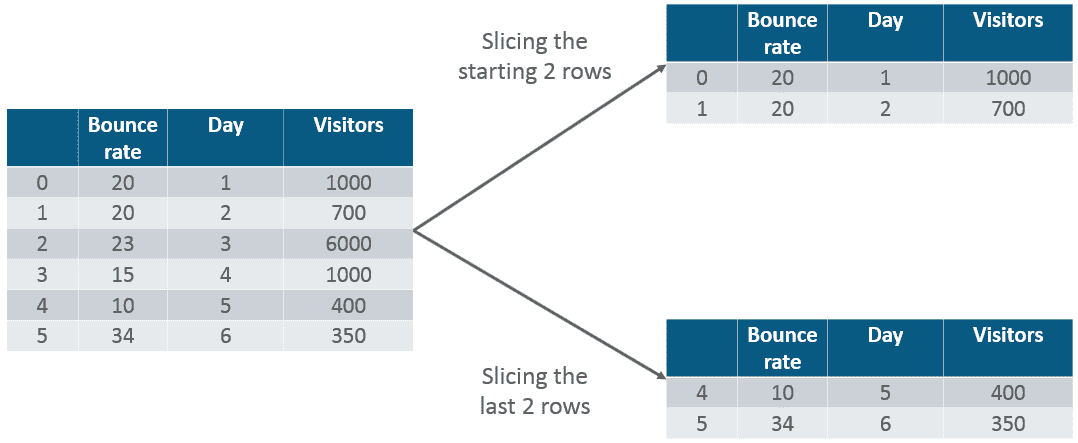 Bounce rate Day Visitors
0 20 1 1000
1 20 2 700
2 23 3 6000
3 15 4 1000
4 10 5 400
5 34 6 350
Slicing the
starting 2 rows
Bounce rate Day Visitors
0 20 1 1000
1 20 2 700
Slicing the
last 2 rows
Bounce rate Day Visitors
4 10 5 400
5 34 6 350